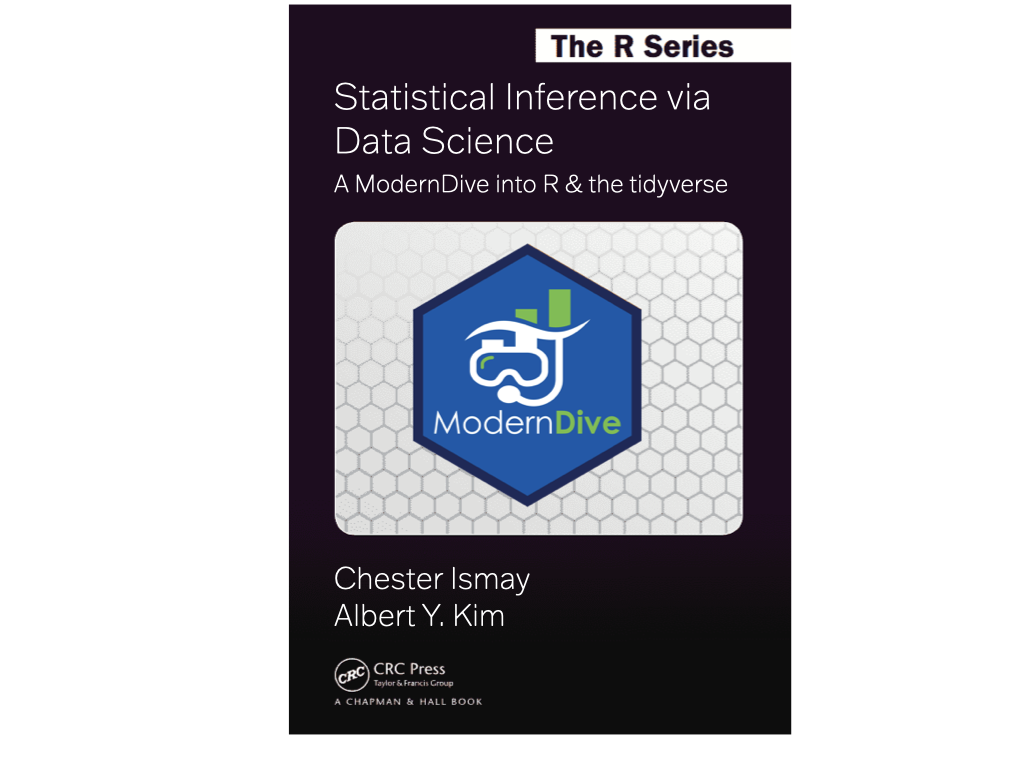 The R Series
Statistical Inference via
Data Science
A ModernDive into R & the tidyverse
ModernDive
Chester Ismay
Albert Y. Kim
CRC
CRC Press
Taylor & Francis Group
A CHAPMAN & HALL BOOK